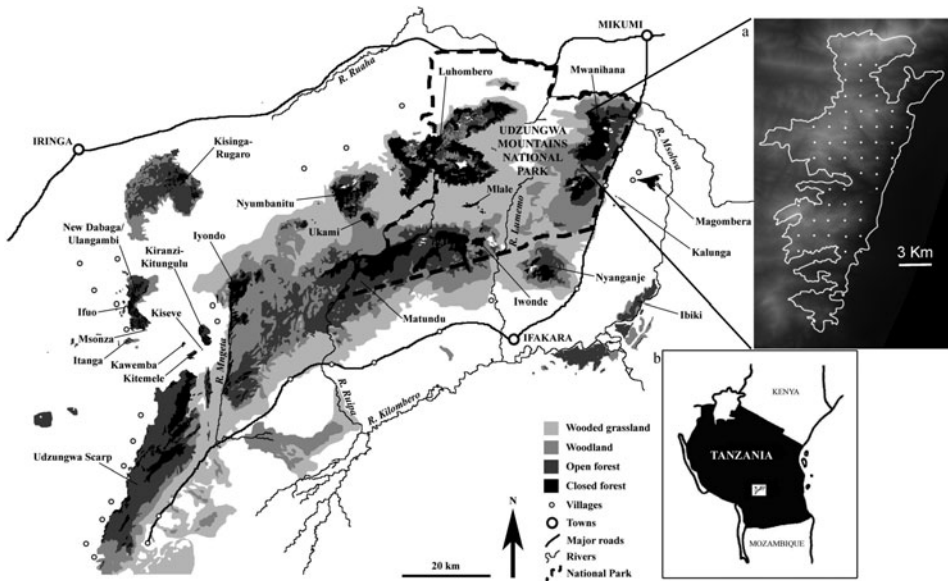 MIKUMI
a
R. Ruaha
Luhombero
Mwanihana
IRINGA
Kisinga-
Rugaro
UDZUNGWA
MOUNTAINS
NATIONAL
PARK
R. Msolwa
Nyumbanitu
Mlale
R. Lumemo
Magombera
Ukami
New Dabaga/
Ulangambi
Kiranzi-
Kitungulu
Iyondo
Kalunga
3 Km
Nyanganje
Ifuo
Kiseve
Matundu
Iwonde
Ibiki
Msonza
Itanga
Kawemba
Kitemele
R. Mngeta
IFAKARA
b
R. Ruipa
R. Kilombero
KENYA
Udzungwa Scarp
TANZANIA
MOZAMBIQUE
Wooded grassland
Woodland
Open forest
Closed forest
Villages
Towns
Major roads
Rivers
National Park
N
20 km